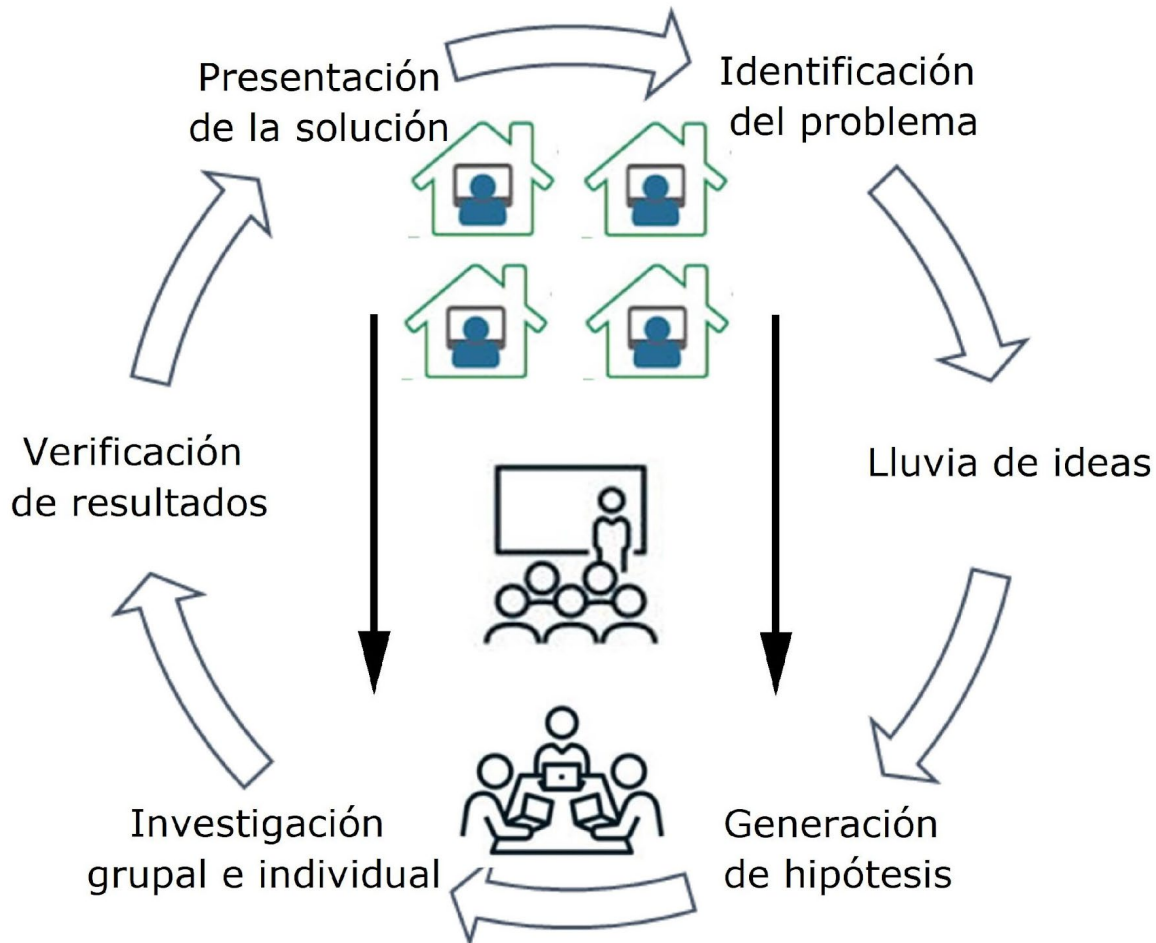 Presentación
de la solución
Identificación
del problema
Lluvia de ideas
Generación
de hipótesis
Investigación
grupal e individual
Verificación
de resultados